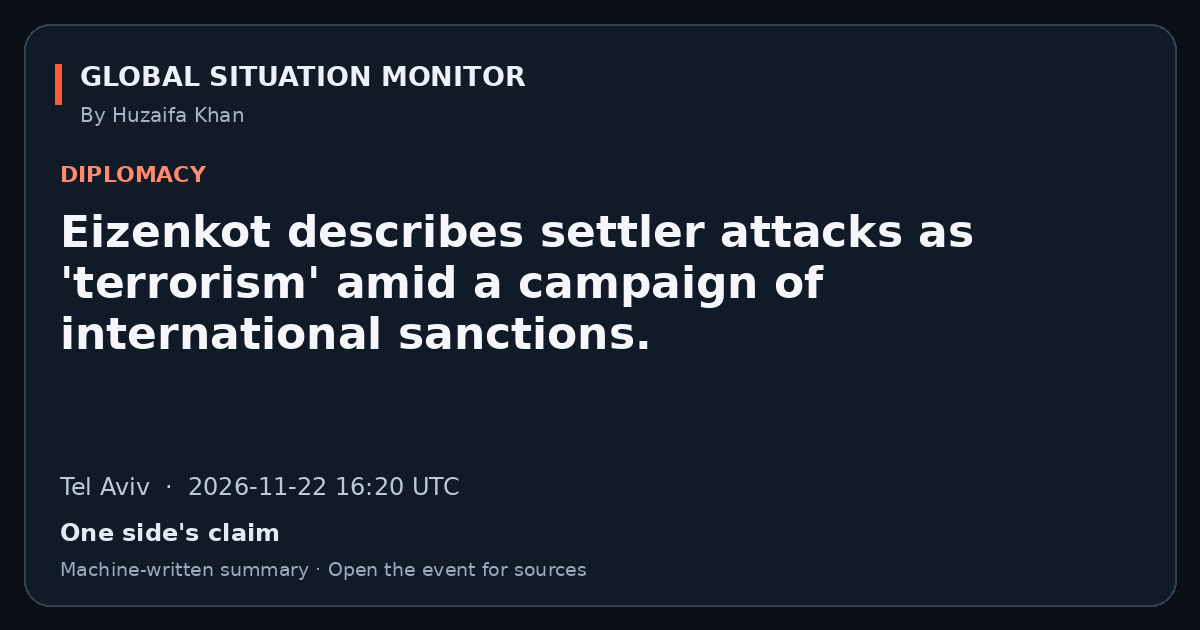 GLOBAL SITUATION MONITOR
By Huzaifa Khan
DIPLOMACY
Eizenkot describes settler attacks as
'terrorism' amid a campaign of
international sanctions.
Tel Aviv · 2026-11-22 16:20 UTC
One side's claim
Machine-written summary · Open the event for sources